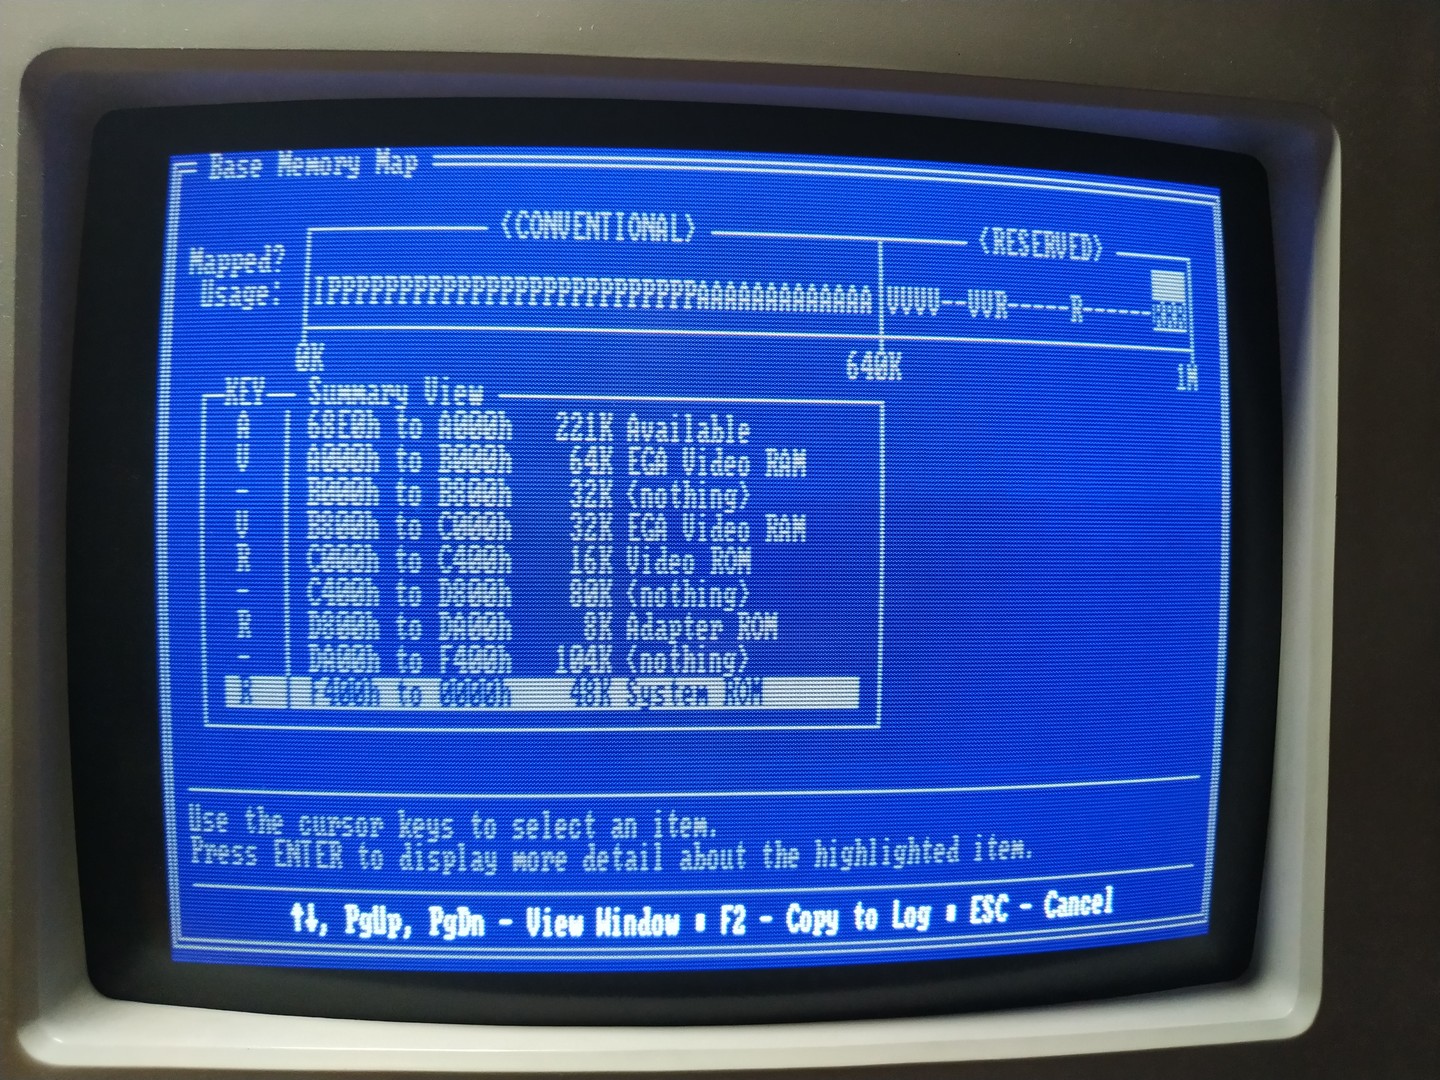 Base Memory Map
<CONVENTIONAL>
<RESERVED>
Mapped?
Usage: IPPPPPPPPPPPPPPPPPPPPPPPPPPAAAAAAAAAAAAA VVVV--VVR-----R------RRR
0K 640K 1M
KEY Summary View
A 68E0h to A000h 221K Available
V A000h to B000h 64K EGA Video RAM
- B000h to B800h 32K <nothing>
V B800h to C000h 32K EGA Video RAM
R C000h to C400h 16K Video ROM
- C400h to D800h 80K <nothing>
R D800h to DA00h 8K Adapter ROM
- DA00h to F400h 104K <nothing>
R F400h to 0000h 48K System ROM
Use the cursor keys to select an item.
Press ENTER to display more detail about the highlighted item.
↑↓, PgUp, PgDn - View Window ▪ F2 - Copy to Log ▪ ESC - Cancel